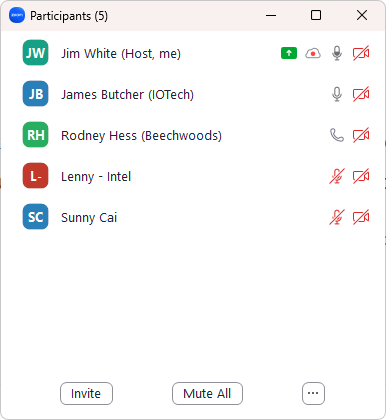 zoom
Participants (5)
JW Jim White (Host, me)
JB James Butcher (IOTech)
RH Rodney Hess (Beechwoods)
L- Lenny - Intel
SC Sunny Cai
Invite Mute All ...